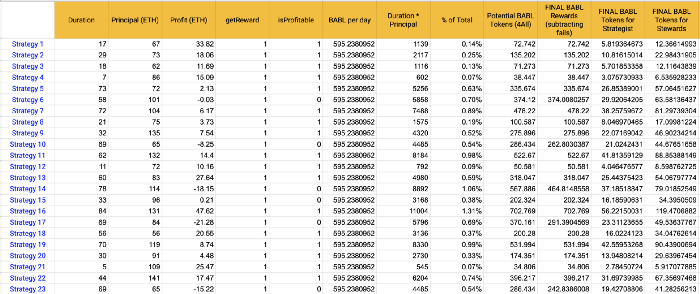 Duration Principal (ETH) Profit (ETH) getReward isProfitable BABL per day Duration * Principal % of Total Potential BABL Tokens (4All) FINAL BABL Rewards (subtracting fails) FINAL BABL Tokens for Strategist FINAL BABL Tokens for Stewards
Strategy 1 17 67 33.82 1 1 595.2380952 1139 0.14% 72.742 72.742 5.819364673 12.36614993
Strategy 2 29 73 18.06 1 1 595.2380952 2117 0.25% 135.202 135.202 10.81615014 22.98431905
Strategy 3 18 62 11.69 1 1 595.2380952 1116 0.13% 71.273 71.273 5.701853358 12.11643839
Strategy 4 7 86 15.09 1 1 595.2380952 602 0.07% 38.447 38.447 3.075730933 6.535928233
Strategy 5 73 72 2.13 1 1 595.2380952 5256 0.63% 335.674 335.674 26.85389001 57.06451627
Strategy 6 58 101 -0.03 1 0 595.2380952 5858 0.70% 374.12 374.0080257 29.92064205 63.58136437
Strategy 7 72 104 6.17 1 1 595.2380952 7488 0.89% 478.22 478.22 38.25759672 81.29739304
Strategy 8 21 75 3.73 1 1 595.2380952 1575 0.19% 100.587 100.587 8.046970465 17.09981224
Strategy 9 32 135 7.54 1 1 595.2380952 4320 0.52% 275.896 275.896 22.07169042 46.90234214
Strategy 10 69 65 -8.25 1 0 595.2380952 4485 0.54% 286.434 262.8030387 21.0242431 44.67651658
Strategy 11 62 132 14.4 1 1 595.2380952 8184 0.98% 522.67 522.67 41.81359129 88.85388149
Strategy 12 11 72 10.16 1 1 595.2380952 792 0.09% 50.581 50.581 4.046476577 8.598762725
Strategy 13 60 83 27.64 1 1 595.2380952 4980 0.59% 318.047 318.047 25.44375423 54.06797774
Strategy 14 78 114 -18.15 1 0 595.2380952 8892 1.06% 567.886 464.8148558 37.18518847 79.01852549
Strategy 15 33 96 0.21 1 1 595.2380952 3168 0.38% 202.324 202.324 16.18590631 34.3950509
Strategy 16 84 131 47.62 1 1 595.2380952 11004 1.31% 702.769 702.769 56.22150031 119.4706882
Strategy 17 69 84 -21.28 1 0 595.2380952 5796 0.69% 370.161 291.3904569 23.31123655 49.53637767
Strategy 18 56 56 20.55 1 1 595.2380952 3136 0.37% 200.28 200.28 16.0224123 34.04762614
Strategy 19 70 119 8.74 1 1 595.2380952 8330 0.99% 531.994 531.994 42.55953268 90.43900694
Strategy 20 30 91 4.48 1 1 595.2380952 2730 0.33% 174.351 174.351 13.94808214 29.63967454
Strategy 21 5 109 25.47 1 1 595.2380952 545 0.07% 34.806 34.806 2.78450724 5.917077885
Strategy 22 44 141 17.47 1 1 595.2380952 6204 0.74% 396.217 396.217 31.69739985 67.35697468
Strategy 23 69 65 -15.22 1 0 595.2380952 4485 0.54% 286.434 242.8386008 19.42708806 41.28256213